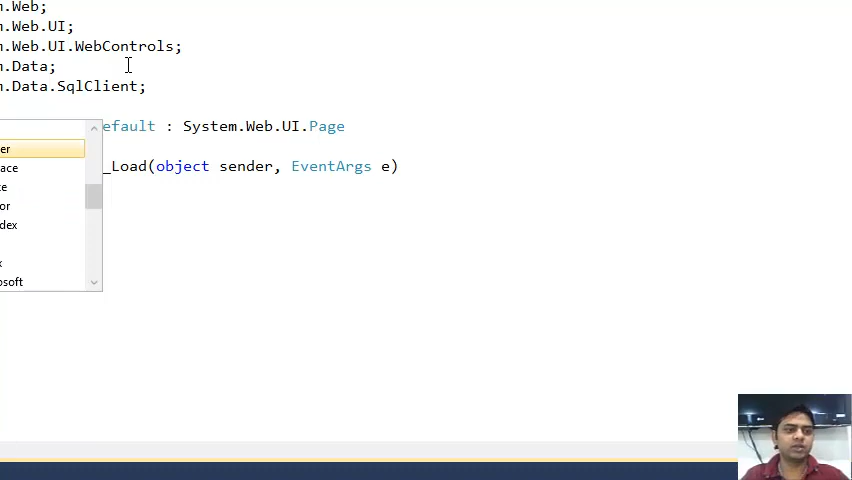 .Web;
.Web.UI;
.Web.UI.WebControls;
.Data;
.Data.SqlClient;
efault : System.Web.UI.Page
er
_Load(object sender, EventArgs e)
ace
te
or
dex
x
osoft